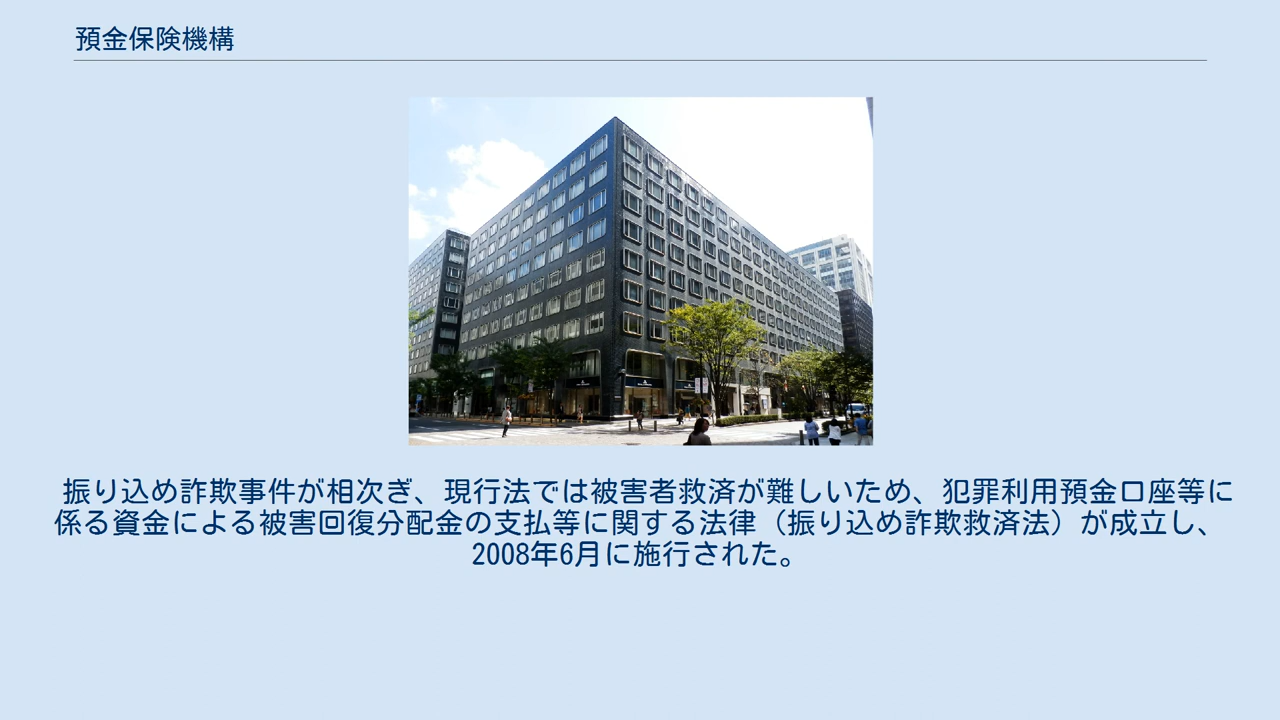 預金保険機構
振り込め詐欺事件が相次ぎ、現行法では被害者救済が難しいため、犯罪利用預金口座等に
係る資金による被害回復分配金の支払等に関する法律（振り込め詐欺救済法）が成立し、
2008年6月に施行された。